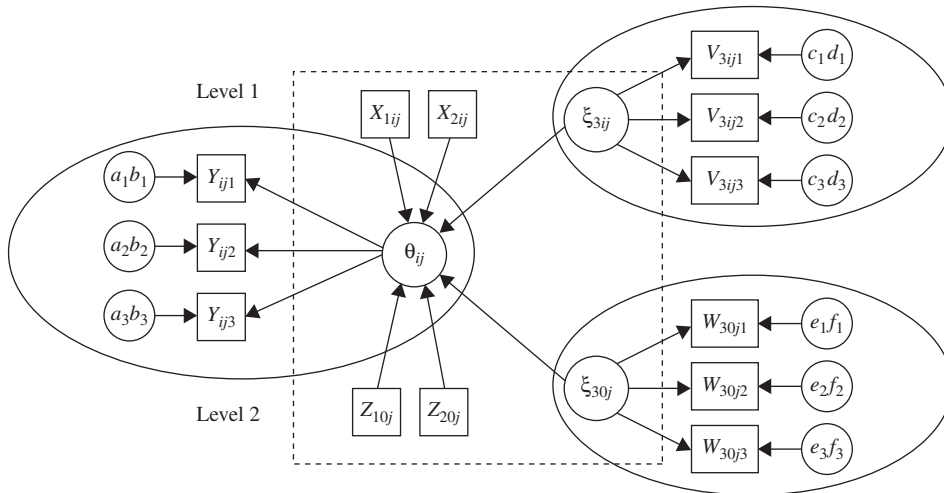 Level 1
X₁ᵢⱼ
X₂ᵢⱼ
a₁b₁
Yᵢⱼ₁
a₂b₂
Yᵢⱼ₂
a₃b₃
Yᵢⱼ₃
θᵢⱼ
Level 2
Z₁₀ⱼ
Z₂₀ⱼ
ξ₃ᵢⱼ
V₃ᵢⱼ₁
c₁d₁
V₃ᵢⱼ₂
c₂d₂
V₃ᵢⱼ₃
c₃d₃
ξ₃₀ⱼ
W₃₀ⱼ₁
e₁f₁
W₃₀ⱼ₂
e₂f₂
W₃₀ⱼ₃
e₃f₃